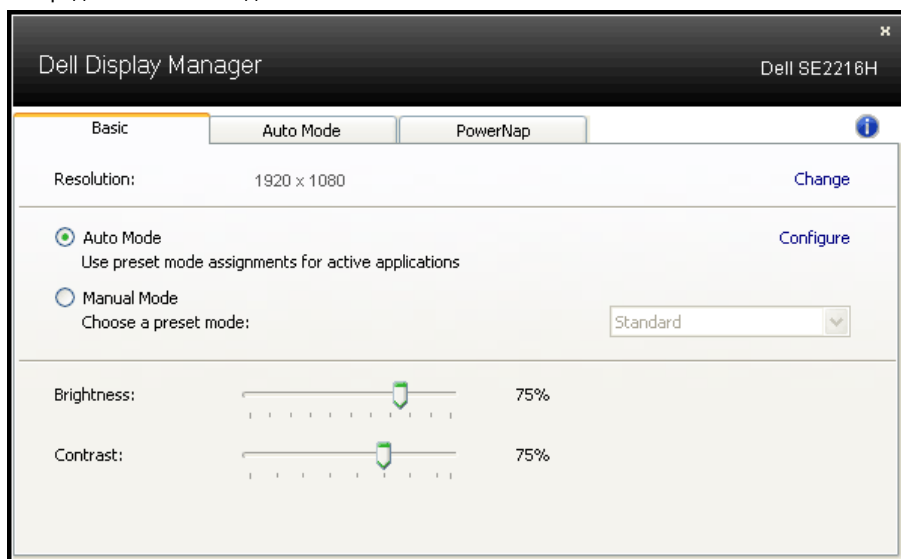 Dell Display Manager
Dell SE2216H
Basic
Auto Mode
PowerNap
Resolution:
1920 x 1080
Change
Auto Mode
Configure
Use preset mode assignments for active applications
Manual Mode
Choose a preset mode:
Standard
Brightness:
75%
Contrast:
75%